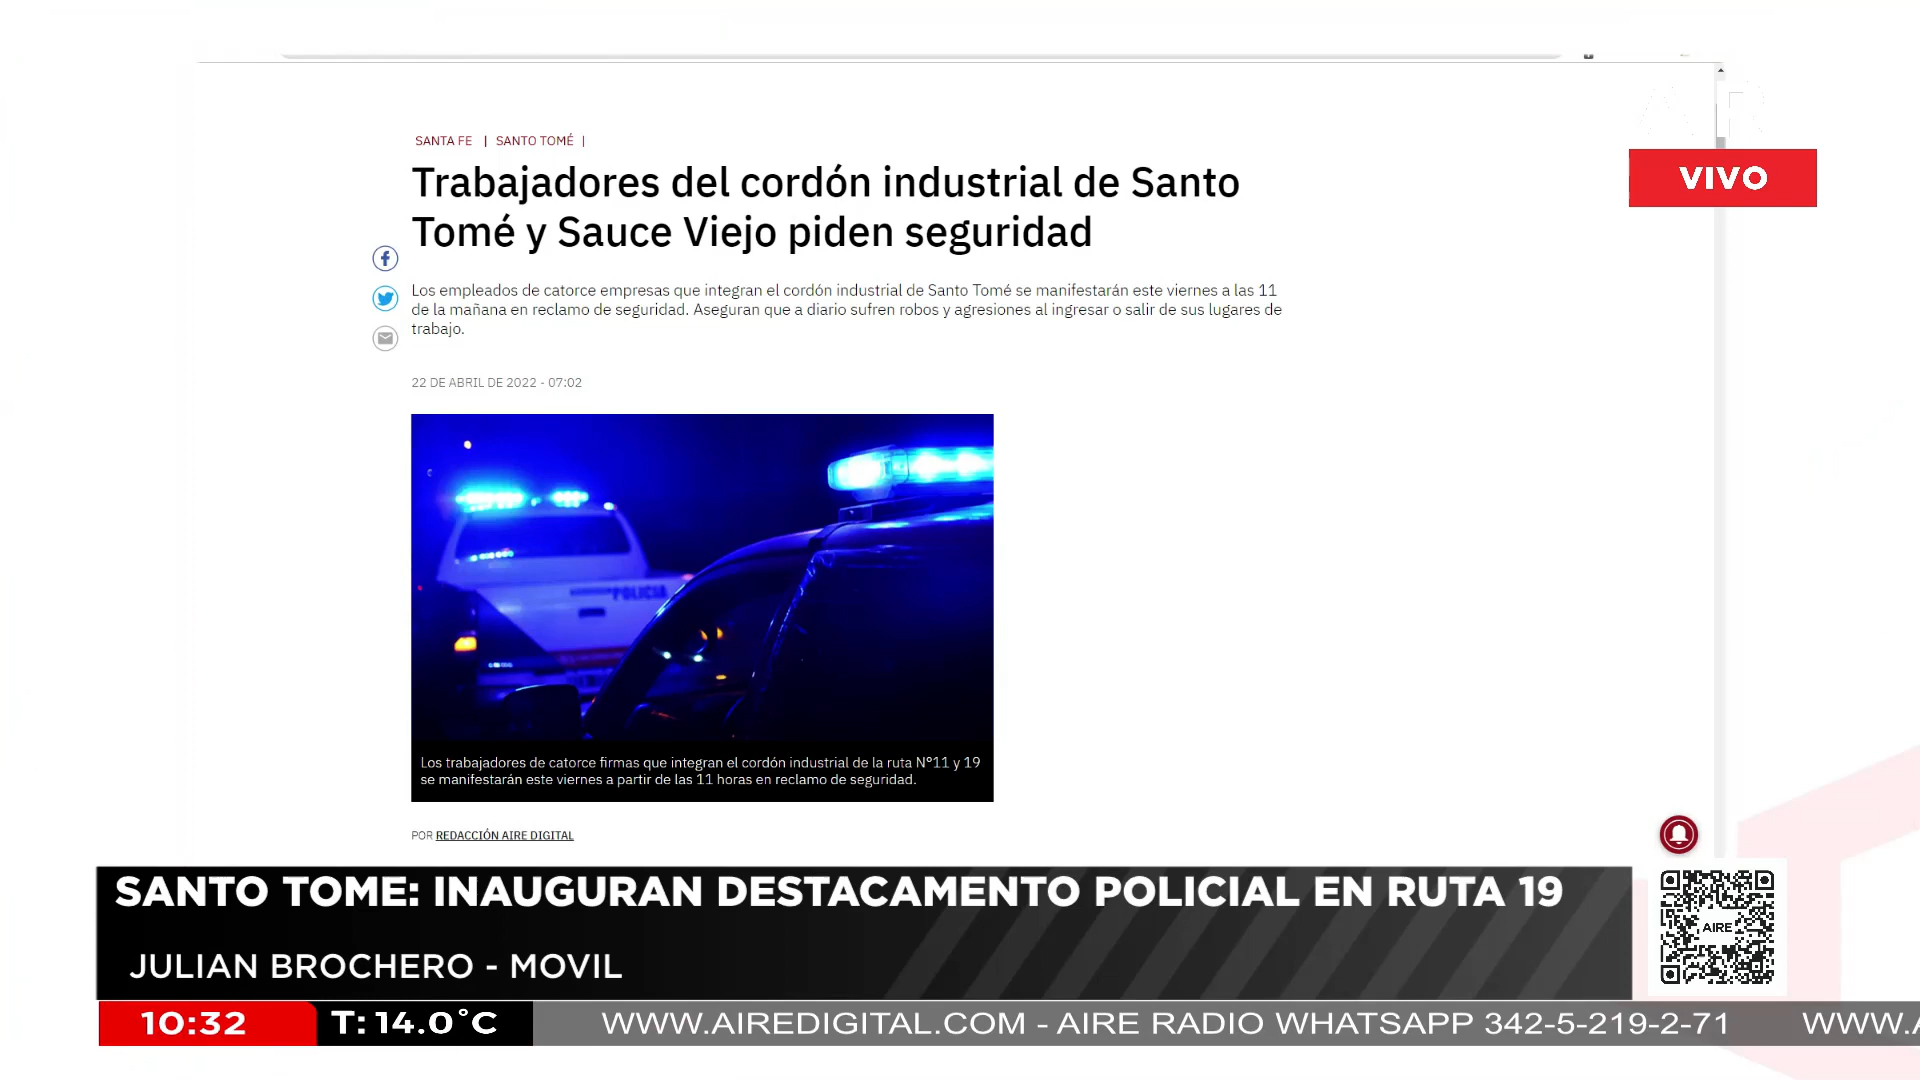 SANTA FE | SANTO TOMÉ |
Trabajadores del cordón industrial de Santo
Tomé y Sauce Viejo piden seguridad
Los empleados de catorce empresas que integran el cordón industrial de Santo Tomé se manifestarán este viernes a las 11
de la mañana en reclamo de seguridad. Aseguran que a diario sufren robos y agresiones al ingresar o salir de sus lugares de
trabajo.
22 DE ABRIL DE 2022 - 07:02
POLICIA
Los trabajadores de catorce firmas que integran el cordón industrial de la ruta N°11 y 19
se manifestarán este viernes a partir de las 11 horas en reclamo de seguridad.
POR REDACCIÓN AIRE DIGITAL
VIVO
SANTO TOME: INAUGURAN DESTACAMENTO POLICIAL EN RUTA 19
JULIAN BROCHERO - MOVIL
AIRE
10:32
T: 14.0°C
WWW.AIREDIGITAL.COM - AIRE RADIO WHATSAPP 342-5-219-2-71
WWW.A